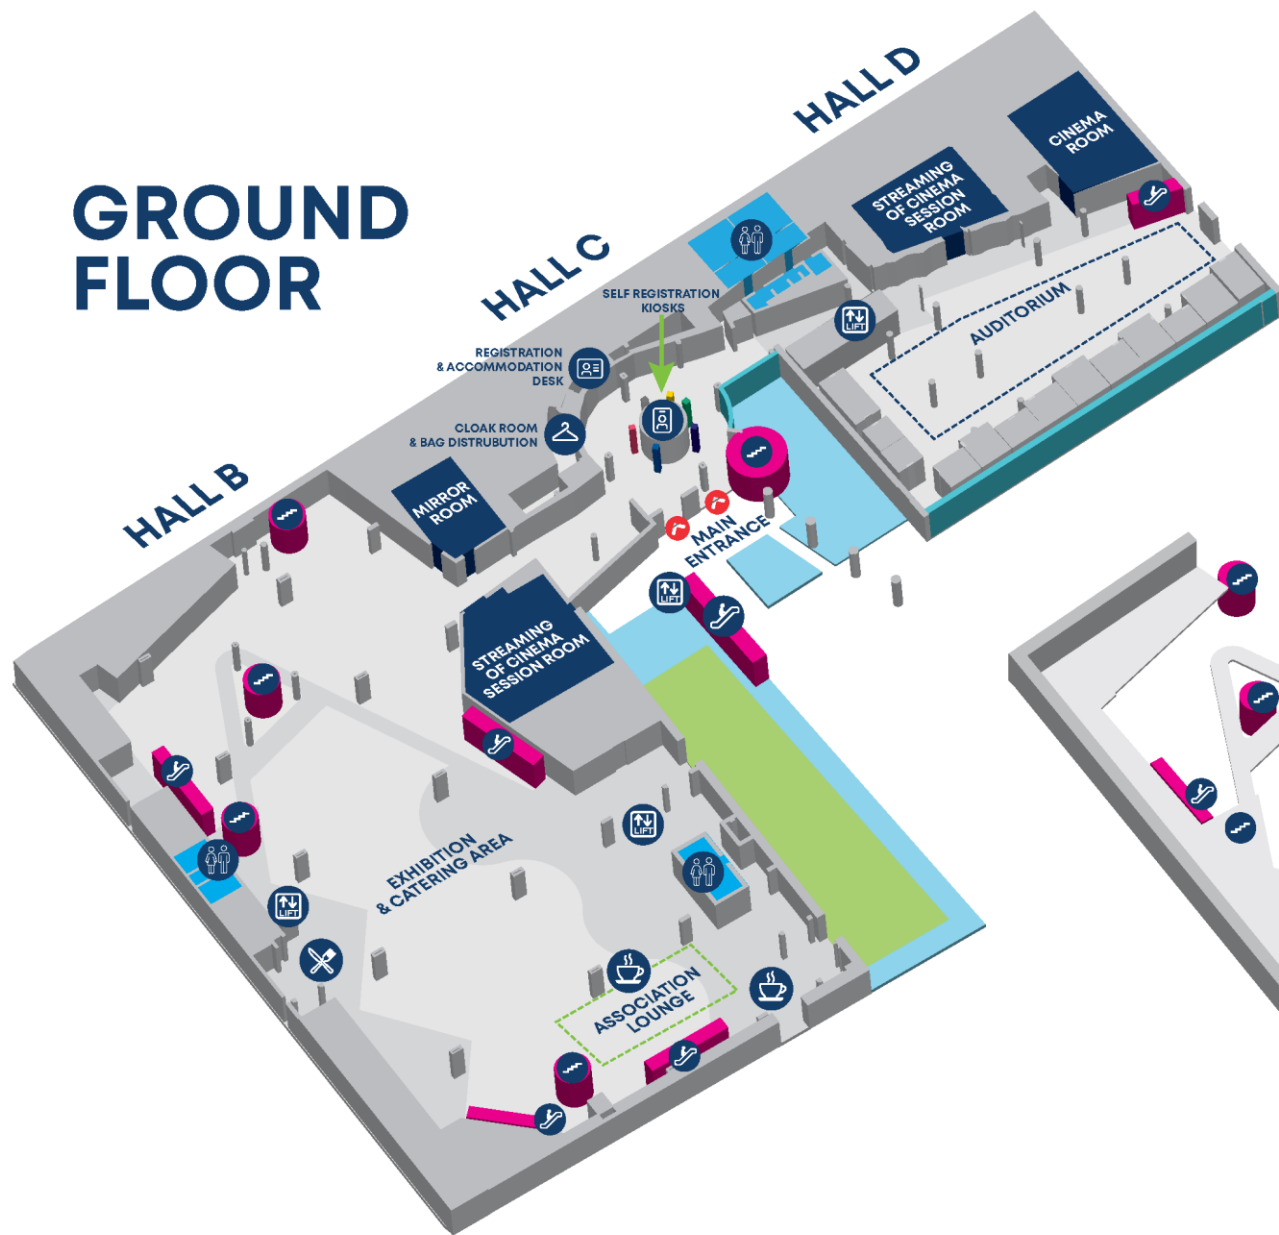 GROUND
FLOOR
HALL D
CINEMA
ROOM
STREAMING
OF CINEMA
SESSION
ROOM
HALL C
SELF REGISTRATION
KIOSKS
LIFT
AUDITORIUM
REGISTRATION
& ACCOMMODATION
DESK
CLOAK ROOM
& BAG DISTRUBUTION
HALL B
MIRROR
ROOM
MAIN
ENTRANCE
LIFT
STREAMING
OF CINEMA
SESSION ROOM
LIFT
EXHIBITION
& CATERING AREA
LIFT
ASSOCIATION
LOUNGE